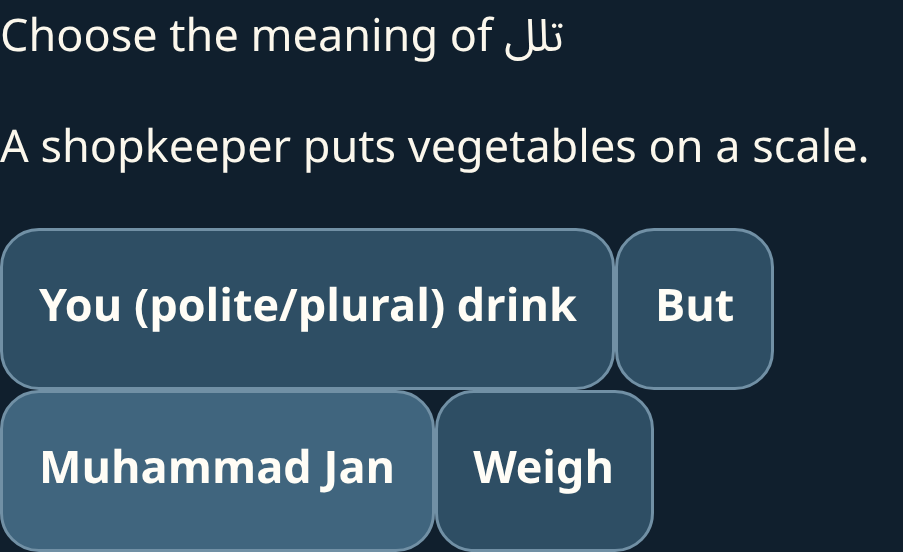 Choose the meaning of تلل
A shopkeeper puts vegetables on a scale.
You (polite/plural) drink But
Muhammad Jan Weigh